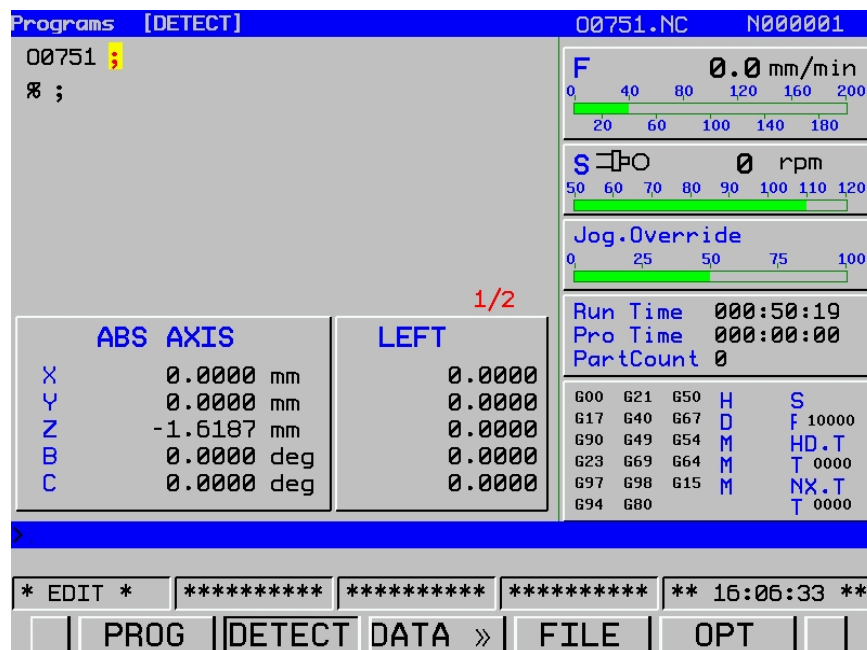 Programs [DETECT] O0751.NC N000001
O0751 ;
% ;
1/2
F 0.0 mm/min
0 40 80 120 160 200
20 60 100 140 180
S 0 rpm
50 60 70 80 90 100 110 120
Jog.Override
0 25 50 75 100
Run Time 000:50:19
Pro Time 000:00:00
PartCount 0
ABS AXIS LEFT
X 0.0000 mm 0.0000
Y 0.0000 mm 0.0000
Z -1.6187 mm 0.0000
B 0.0000 deg 0.0000
C 0.0000 deg 0.0000
G00 G21 G50 H S
G17 G40 G67 D F 10000
G90 G49 G54 M HD.T
G23 G69 G64 M T 0000
G97 G98 G15 M NX.T
G94 G80 T 0000
>
* EDIT * ********** ********** ********** ** 16:06:33 **
PROG DETECT DATA » FILE OPT